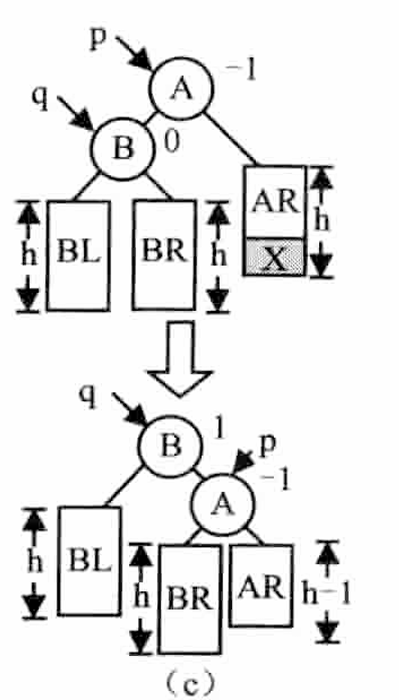 p
A -1
q
B 0
h BL BR h AR h
X
q
B 1
p
A -1
h BL
h BR AR h-1
(c)